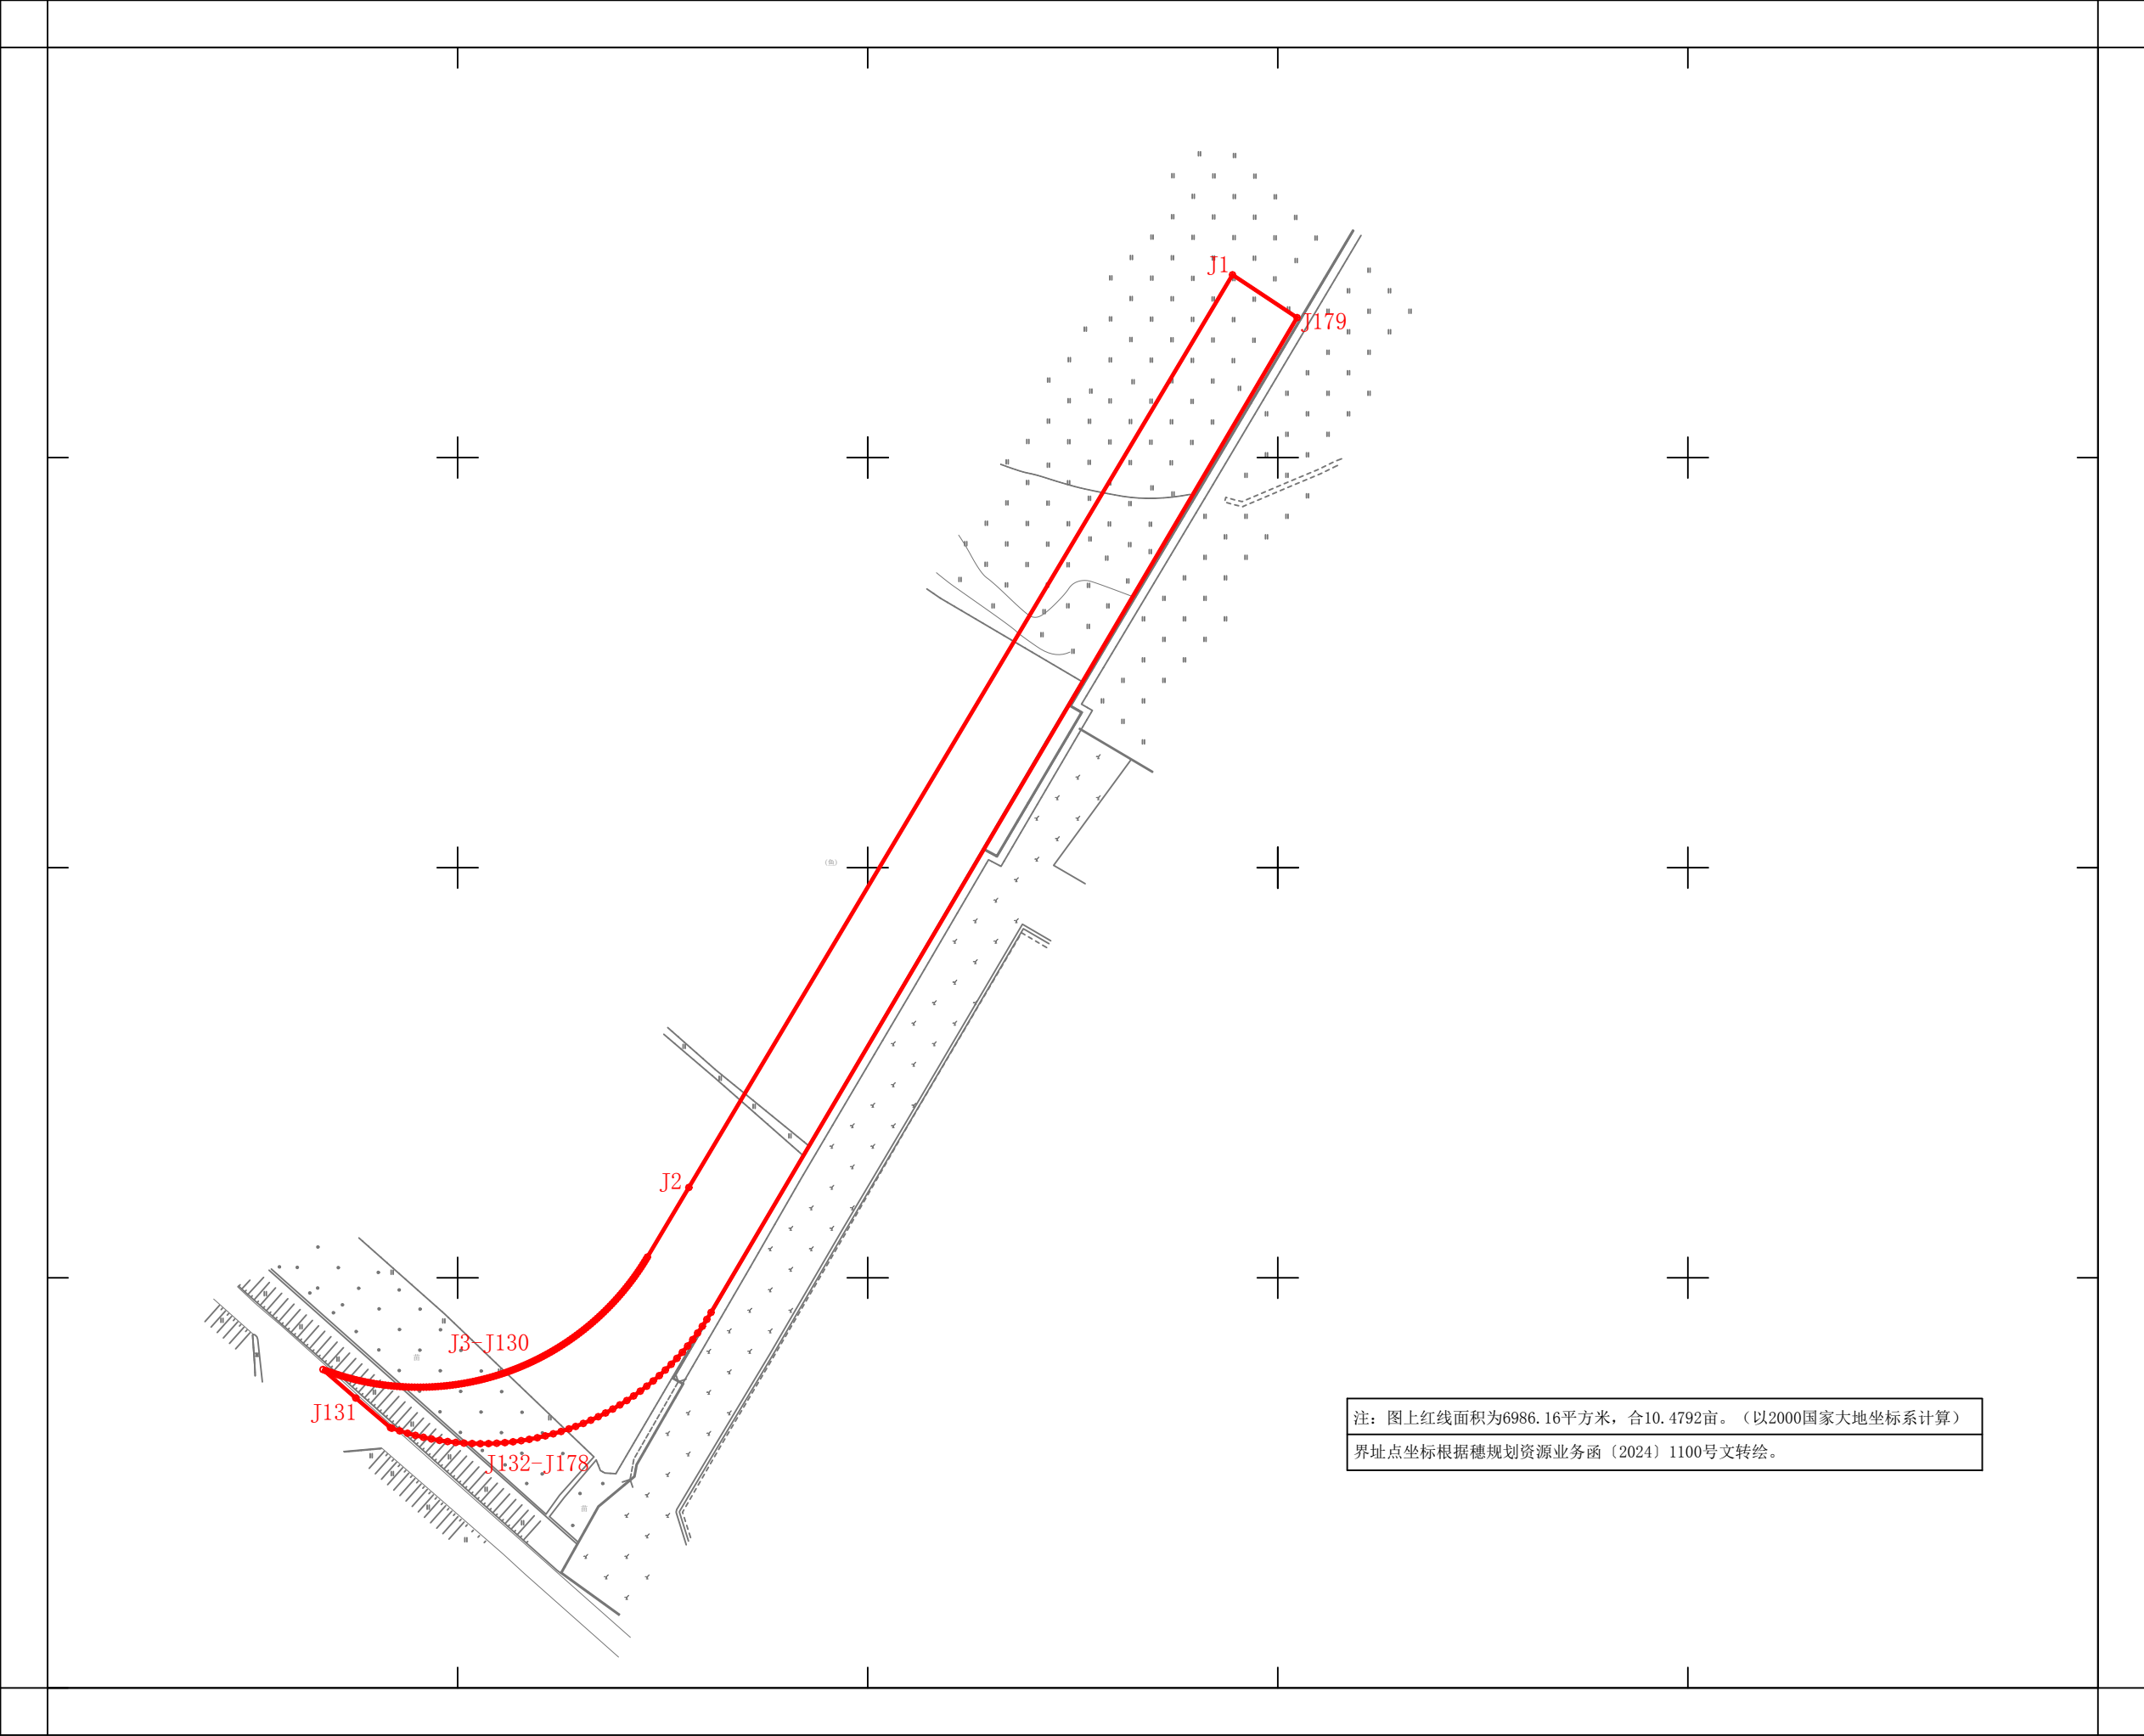 J1
J179
(鱼)
J2
J3-J130
苗
J131
J132-J178
苗
注：图上红线面积为6986.16平方米，合10.4792亩。（以2000国家大地坐标系计算）
界址点坐标根据穗规划资源业务函〔2024〕1100号文转绘。